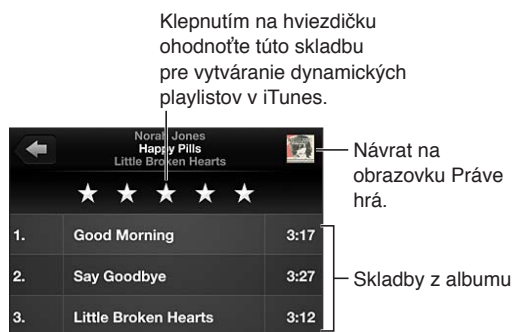 Klepnutím na hviezdičku
ohodnoťte túto skladbu
pre vytváranie dynamických
playlistov v iTunes.
Norah Jones
Happy Pills
Little Broken Hearts
Návrat na
obrazovku Práve
hrá.
1. Good Morning 3:17
2. Say Goodbye 3:27
3. Little Broken Hearts 3:12
Skladby z albumu